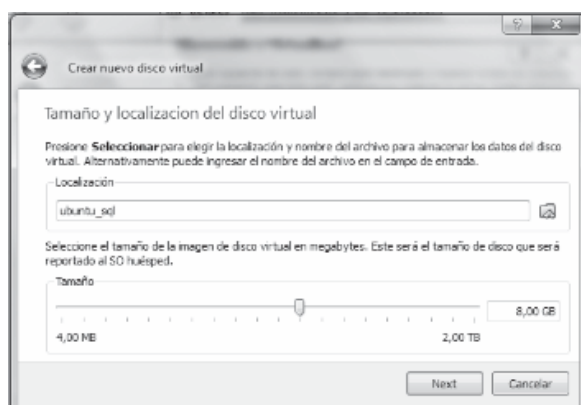 Crear nuevo disco virtual
Tamaño y localizacion del disco virtual
Presione Seleccionar para elegir la localización y nombre del archivo para almacenar los datos del disco
virtual. Alternativamente puede ingresar el nombre del archivo en el campo de entrada.
Localización
ubuntu_sql
Seleccione el tamaño de la imagen de disco virtual en megabytes. Este será el tamaño de disco que será
reportado al SO huésped.
Tamaño
8,00 GB
4,00 MB 2,00 TB
Next Cancelar